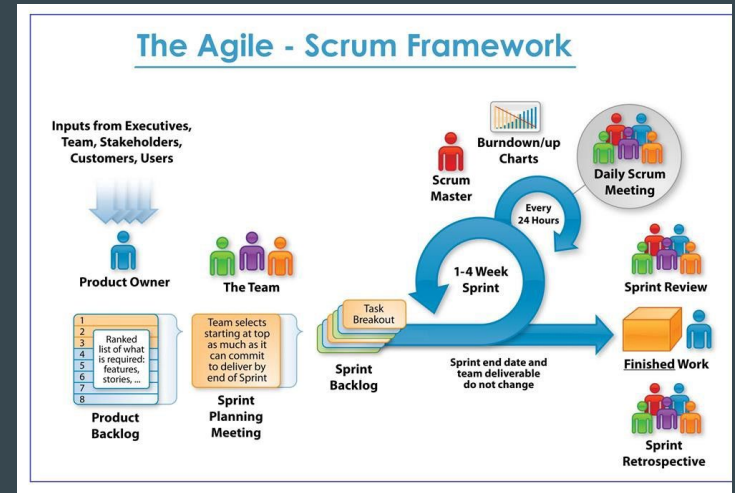 The Agile - Scrum Framework
Inputs from Executives,
Team, Stakeholders,
Customers, Users
Product Owner
The Team
1
2
3
4
5
6
7
8
Ranked
list of what
is required:
features,
stories, ...
Product
Backlog
Team selects
starting at top
as much as it
can commit
to deliver by
end of Sprint
Sprint
Planning
Meeting
Task
Breakout
Sprint
Backlog
Scrum
Master
Burndown/up
Charts
Every
24 Hours
Daily Scrum
Meeting
1-4 Week
Sprint
Sprint end date and
team deliverable
do not change
Sprint Review
Finished Work
Sprint
Retrospective